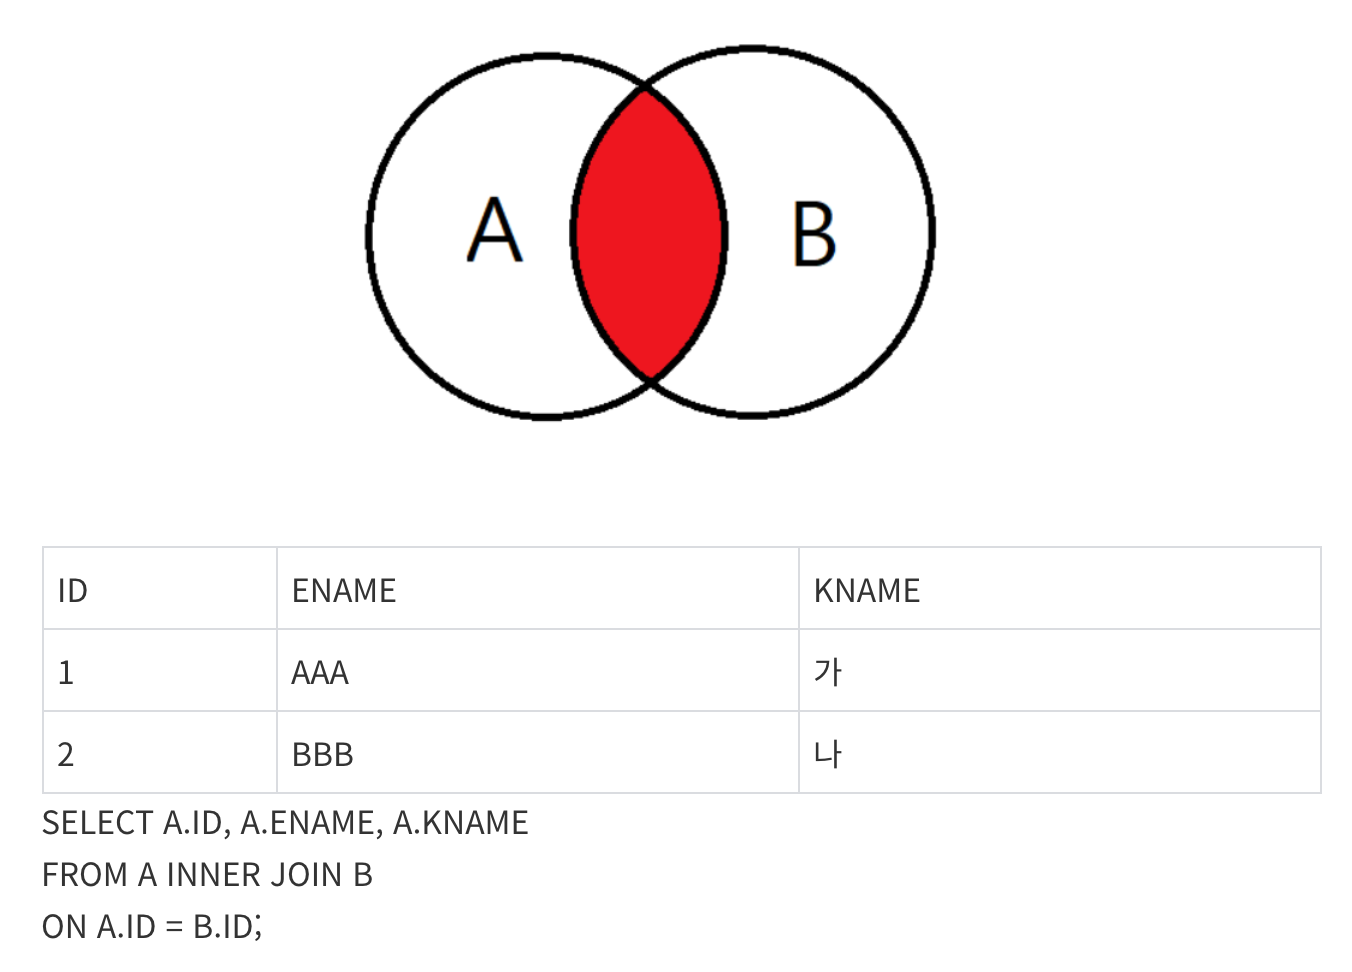 A B
ID ENAME KNAME
1 AAA 가
2 BBB 나
SELECT A.ID, A.ENAME, A.KNAME
FROM A INNER JOIN B
ON A.ID = B.ID;